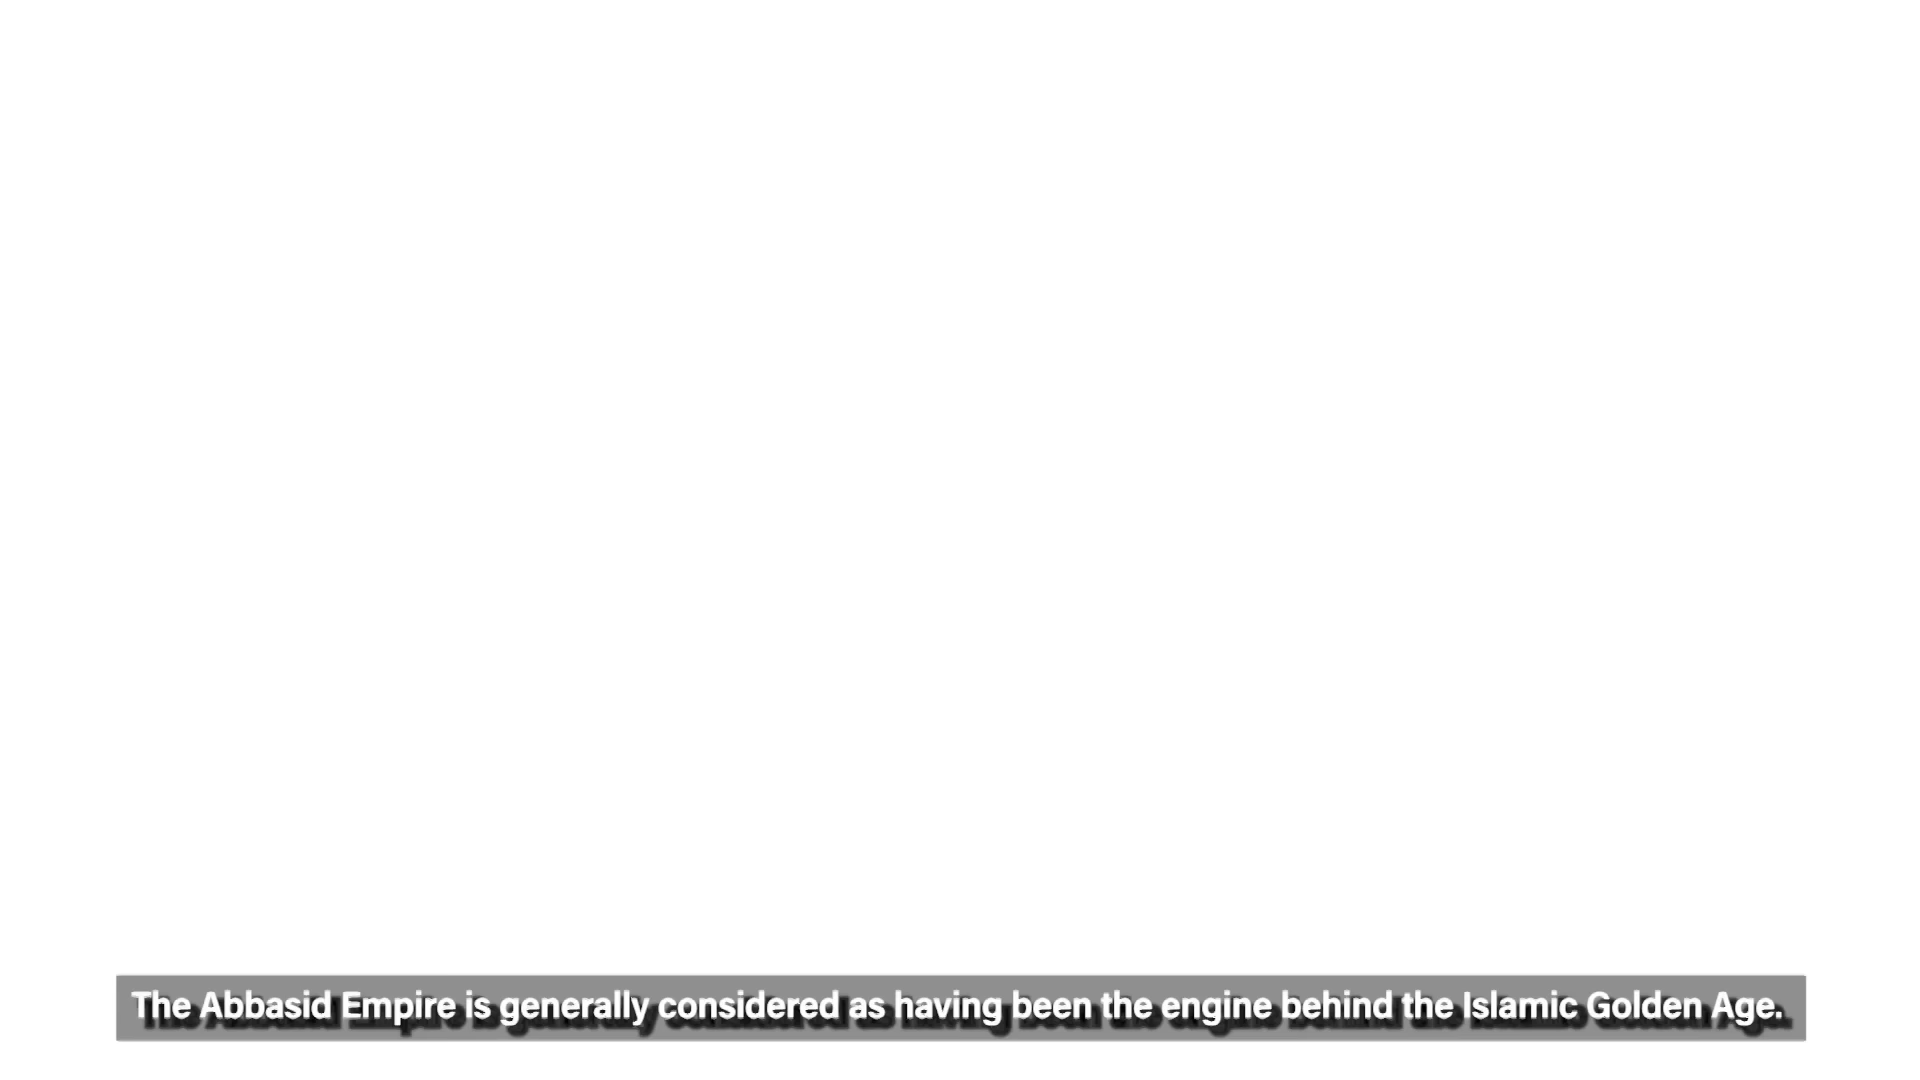 The Abbasid Empire is generally considered as having been the engine behind the Islamic Golden Age.